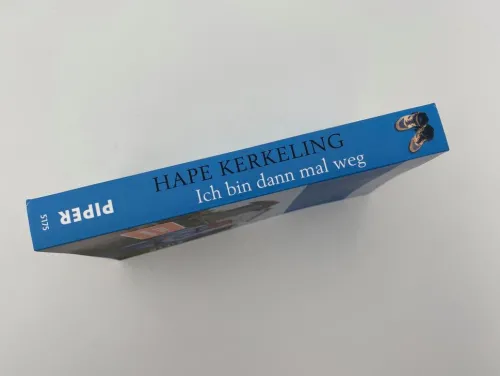 HAPE KERKELING
Ich bin dann mal weg
PIPER
5175